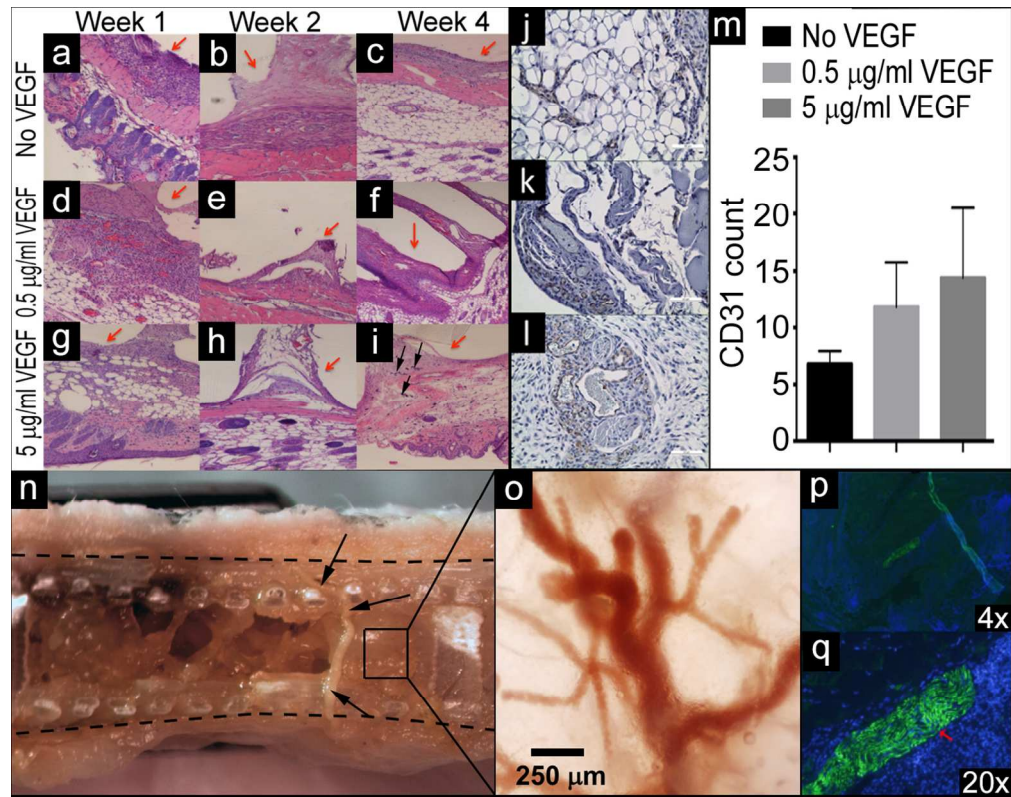 Week 1
Week 2
Week 4
No VEGF
0.5 µg/ml VEGF
5 µg/ml VEGF
a
b
c
d
e
f
g
h
i
j
k
l
m
No VEGF
0.5 µg/ml VEGF
5 µg/ml VEGF
CD31 count
25
20
15
10
5
0
n
o
250 µm
p
4x
q
20x